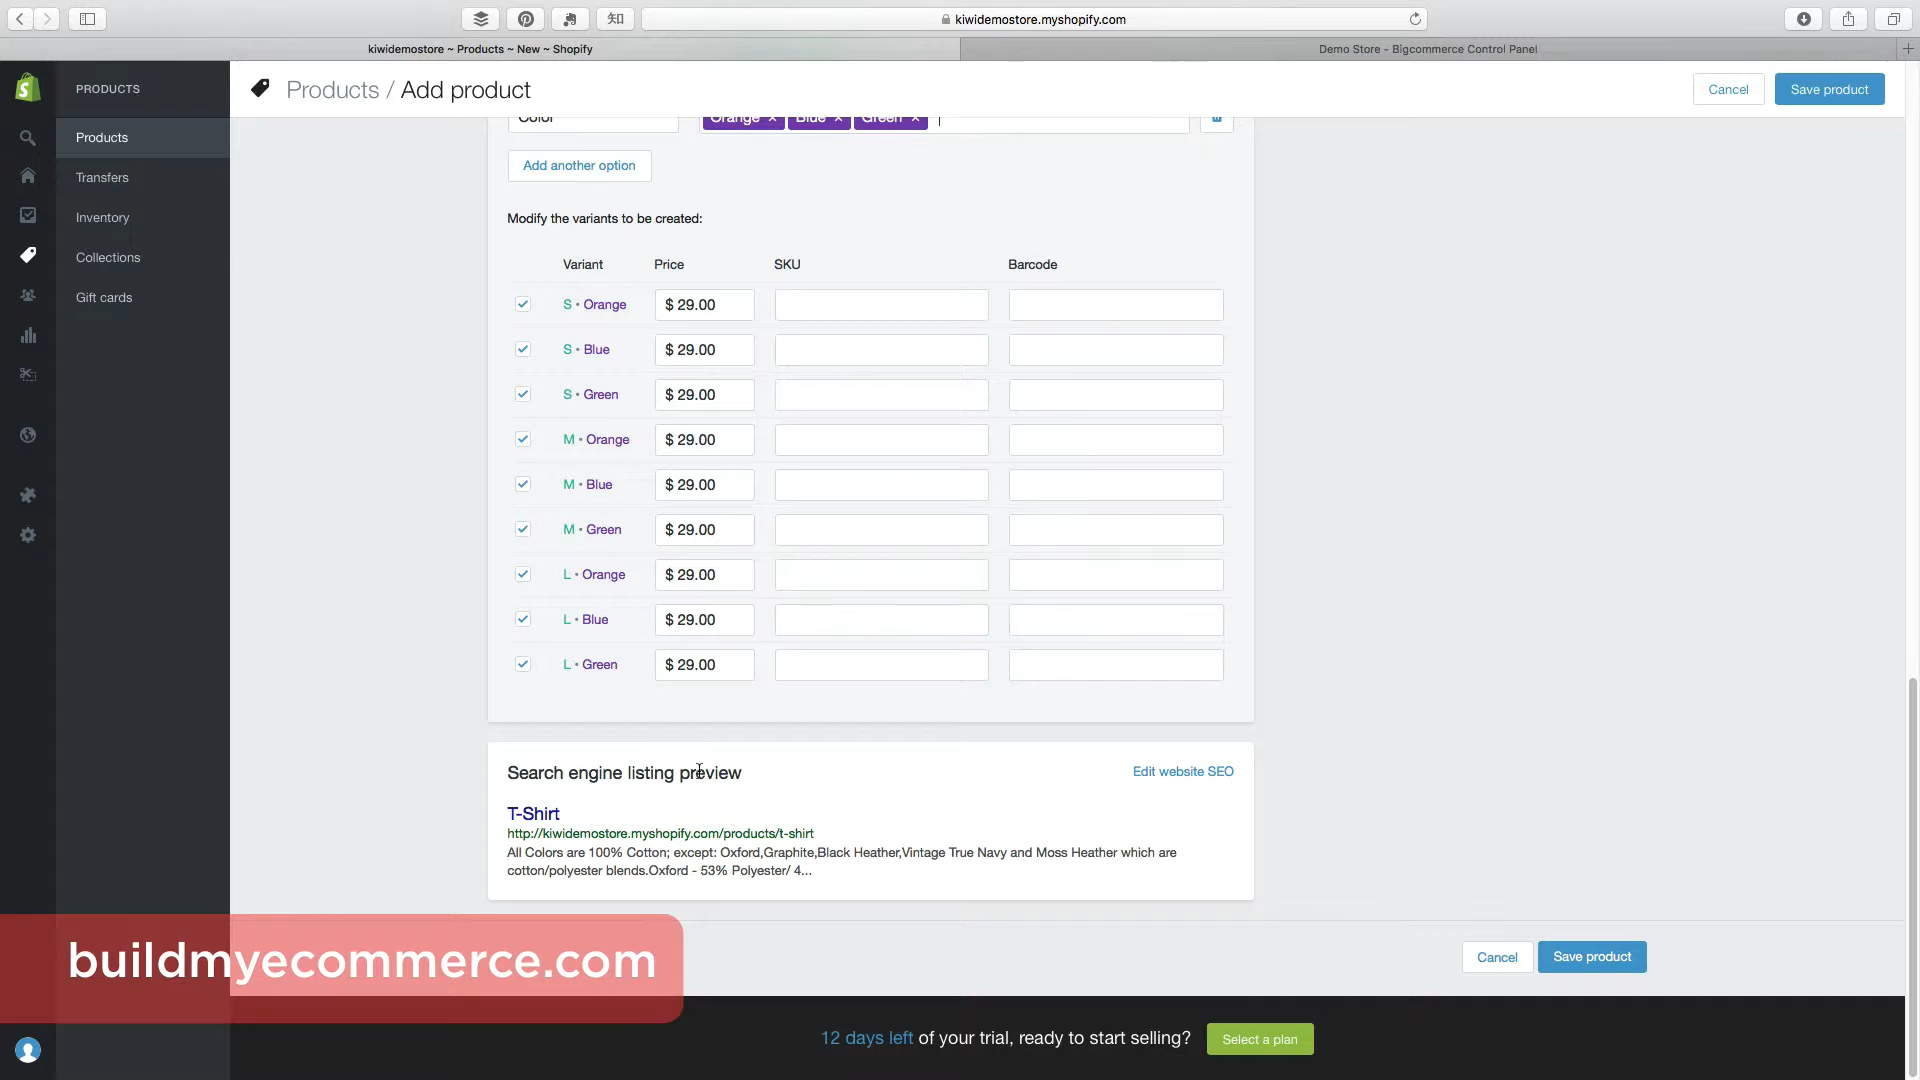 知
kiwidemostore.myshopify.com
kiwidemostore ~ Products ~ New ~ Shopify
Demo Store - Bigcommerce Control Panel
PRODUCTS
Products / Add product
Cancel
Save product
Products
Transfers
Inventory
Collections
Gift cards
Color
Orange × Blue × Green ×
Add another option
Modify the variants to be created:
Variant Price SKU Barcode
S • Orange $ 29.00
S • Blue $ 29.00
S • Green $ 29.00
M • Orange $ 29.00
M • Blue $ 29.00
M • Green $ 29.00
L • Orange $ 29.00
L • Blue $ 29.00
L • Green $ 29.00
Search engine listing preview
Edit website SEO
T-Shirt
http://kiwidemostore.myshopify.com/products/t-shirt
All Colors are 100% Cotton; except: Oxford,Graphite,Black Heather,Vintage True Navy and Moss Heather which are
cotton/polyester blends.Oxford - 53% Polyester/ 4...
buildmyecommerce.com
Cancel
Save product
12 days left of your trial, ready to start selling?
Select a plan